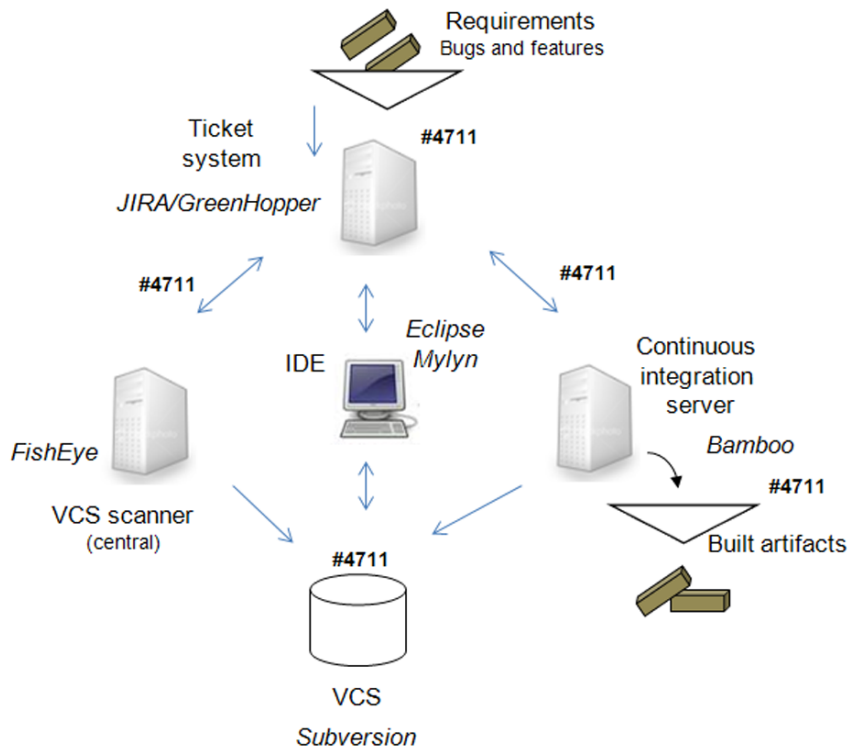 Requirements
Bugs and features
#4711
Ticket
system
JIRA/GreenHopper
#4711
#4711
Eclipse
Mylyn
IDE
Continuous
integration
server
FishEye
Bamboo
#4711
VCS scanner
(central)
Built artifacts
#4711
VCS
Subversion